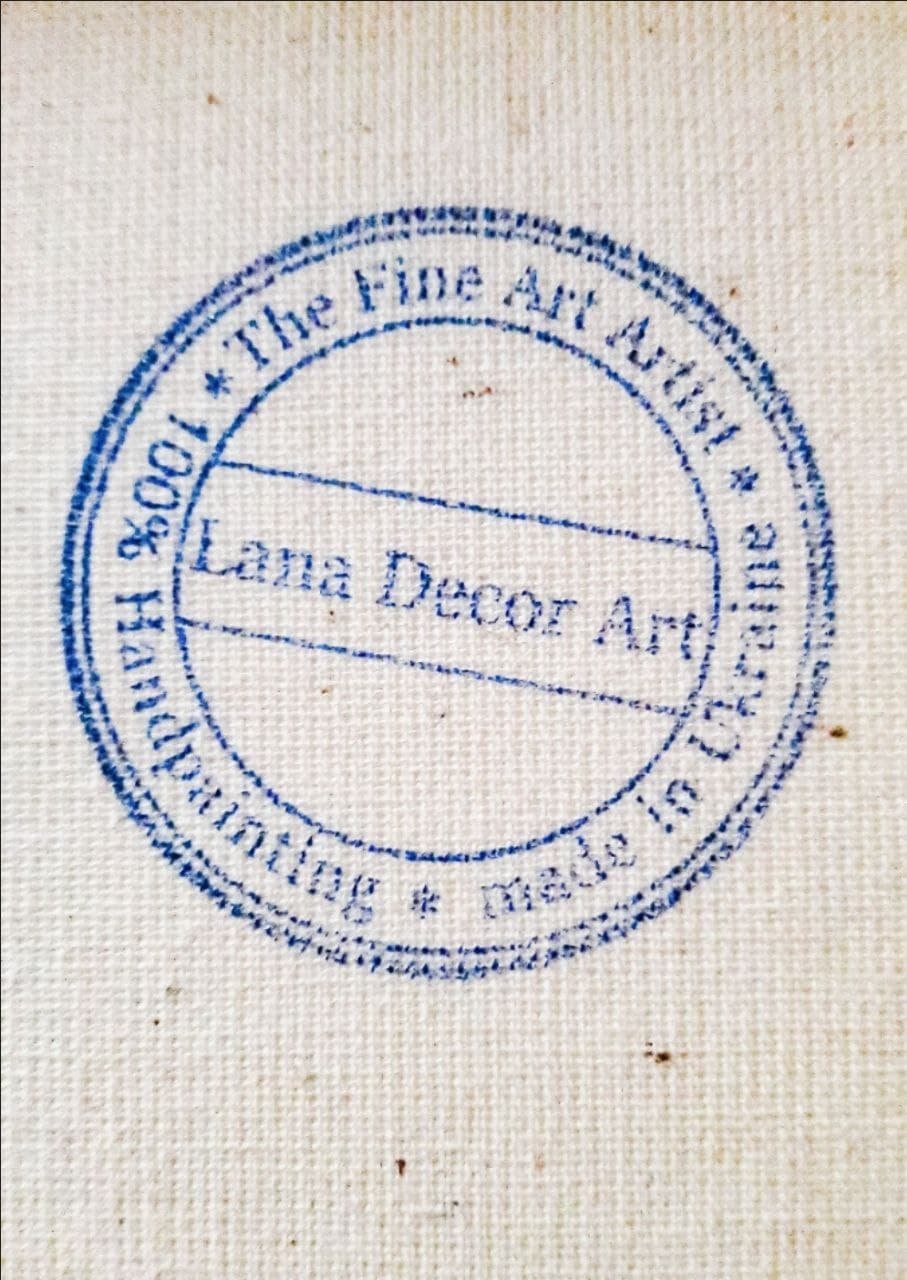 * The Fine Art Artist *
Lana Decor Art
100% Handpainting * made in Ukraine